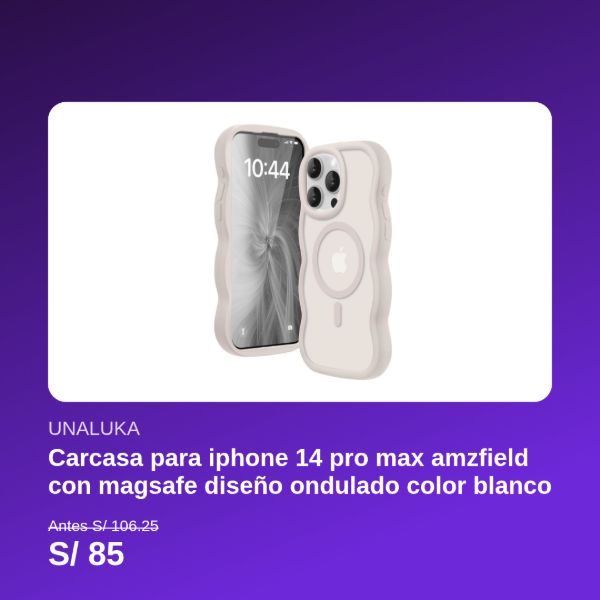 10:44
UNALUKA
Carcasa para iphone 14 pro max amzfield
con magsafe diseño ondulado color blanco
Antes S/ 106.25
S/ 85